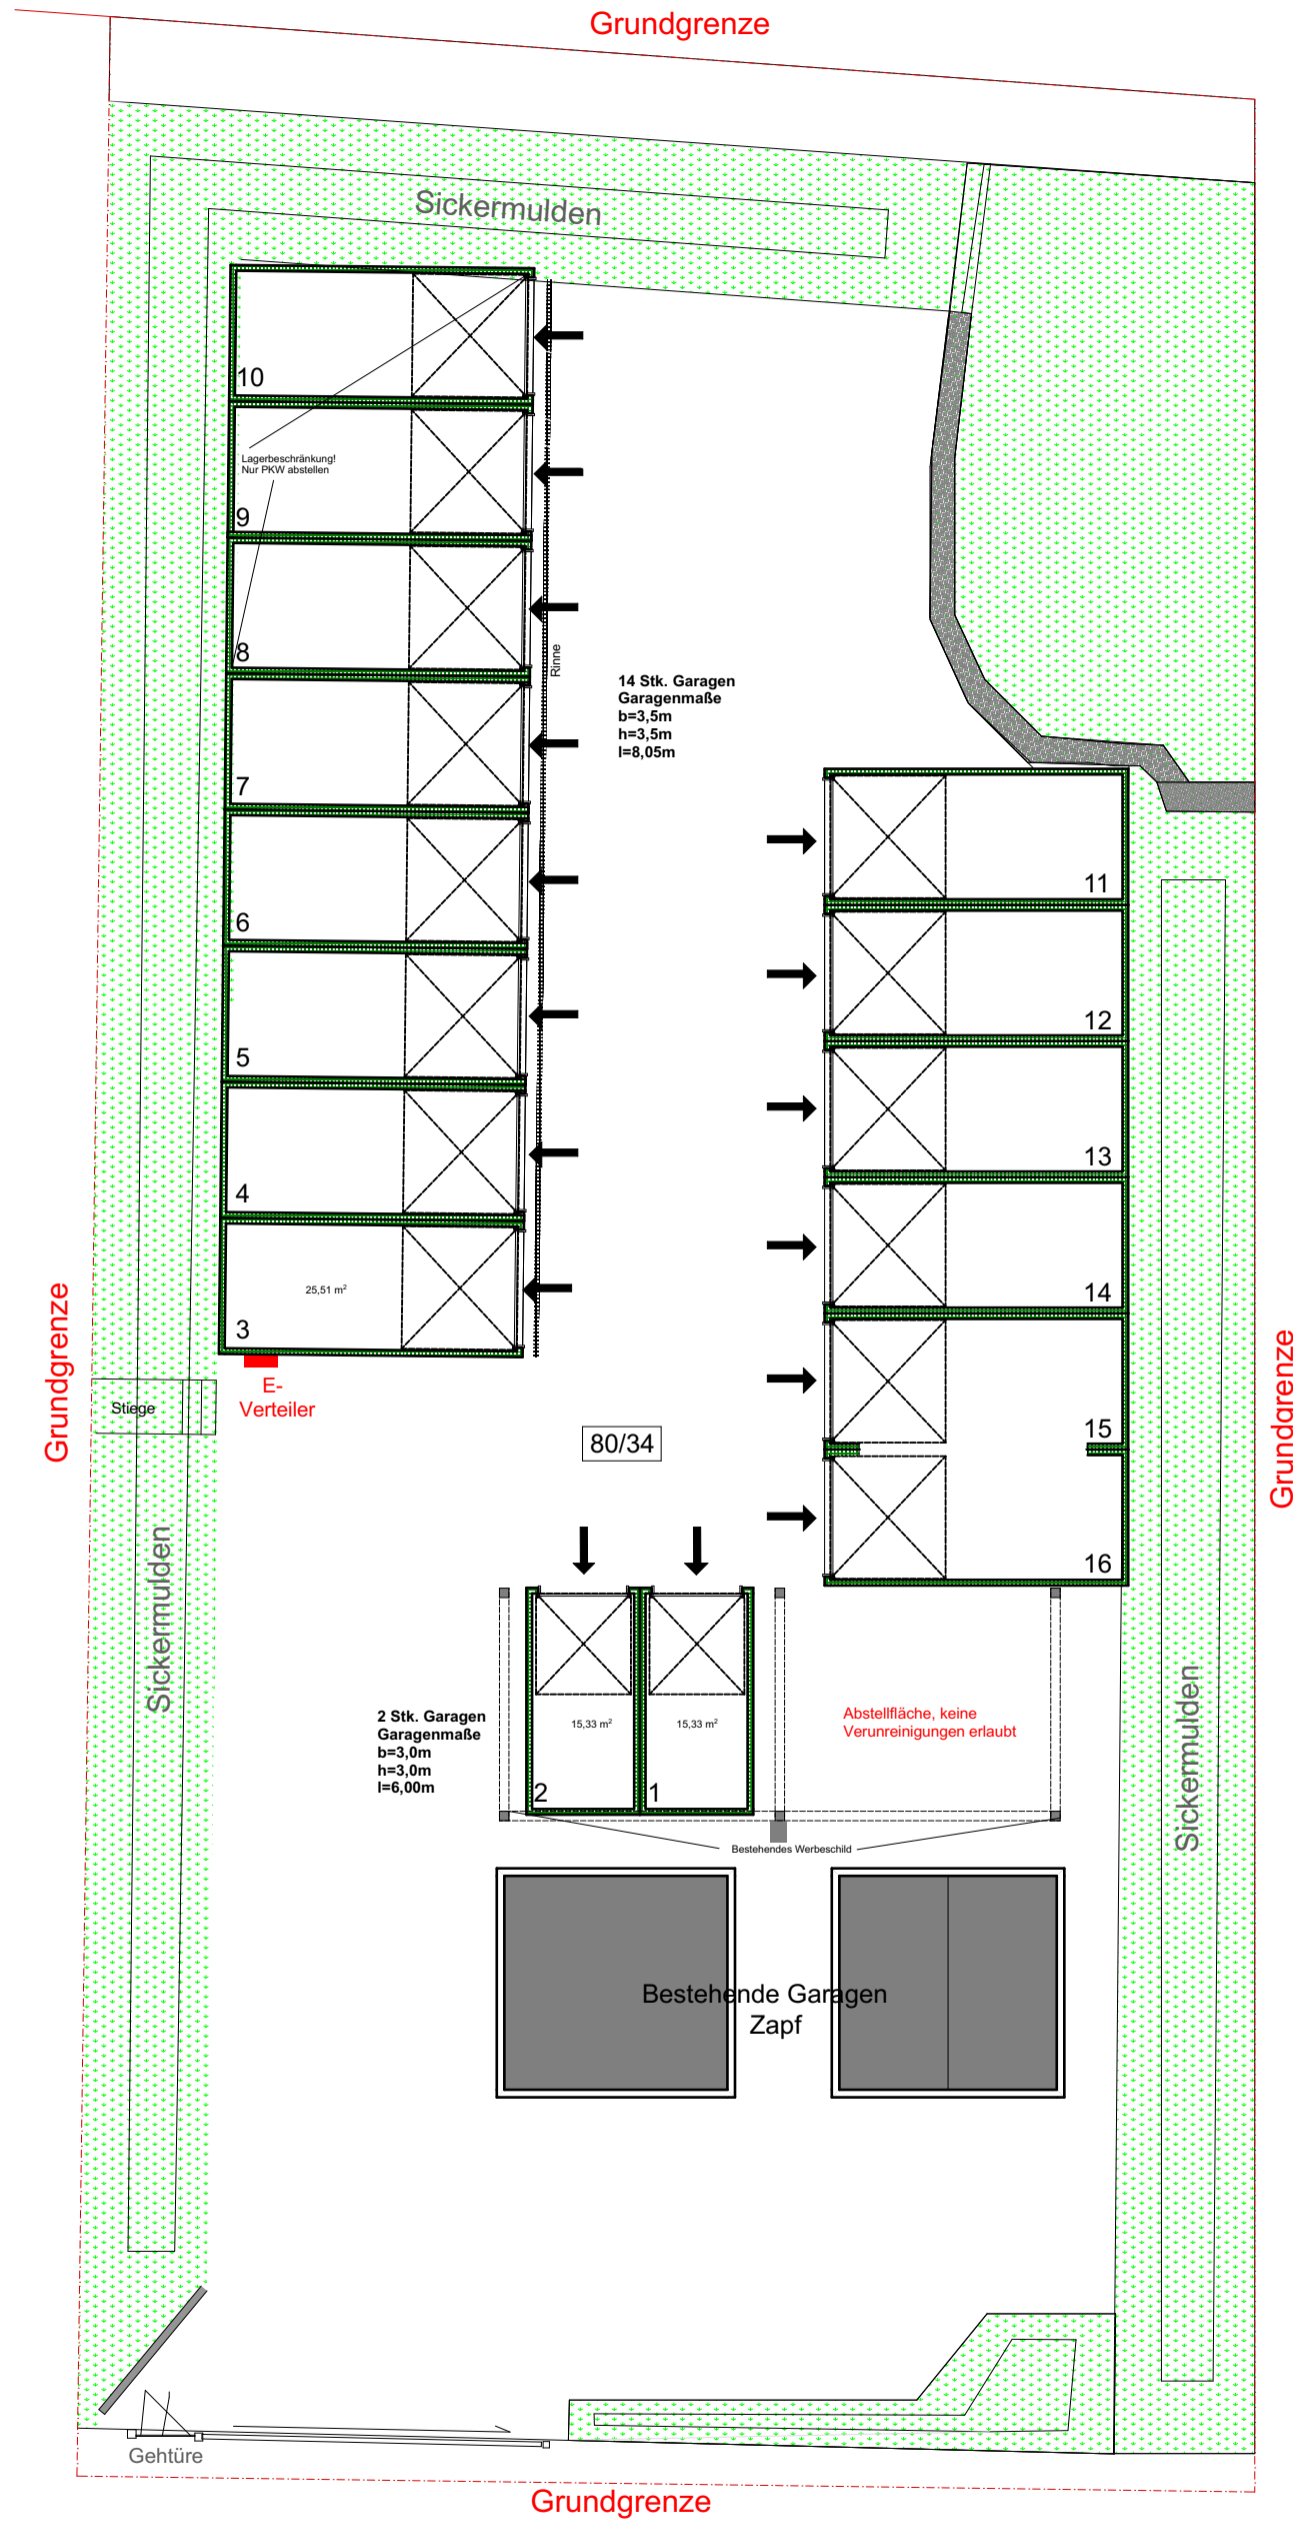 Grundgrenze
Sickermulden
10
Lagerbeschränkung!
Nur PKW abstellen
9
8
Rinne
14 Stk. Garagen
Garagenmaße
b=3,5m
h=3,5m
l=8,05m
7
6
5
4
25,51 m²
3
E-
Verteiler
11
12
13
14
15
16
Grundgrenze
Grundgrenze
Stiege
80/34
Sickermulden
Sickermulden
2 Stk. Garagen
Garagenmaße
b=3,0m
h=3,0m
l=6,00m
15,33 m²
15,33 m²
2
1
Abstellfläche, keine
Verunreinigungen erlaubt
Bestehendes Werbeschild
Bestehende Garagen
Zapf
Gehtüre
Grundgrenze